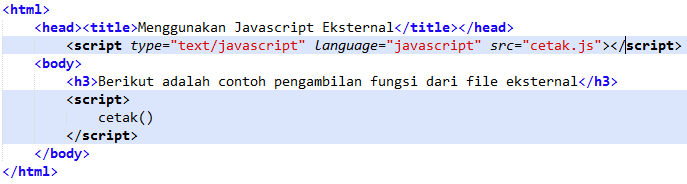 <html>
<head><title>Menggunakan Javascript Eksternal</title></head>
<script type="text/javascript" language="javascript" src="cetak.js"></script>
<body>
<h3>Berikut adalah contoh pengambilan fungsi dari file eksternal</h3>
<script>
cetak()
</script>
</body>
</html>